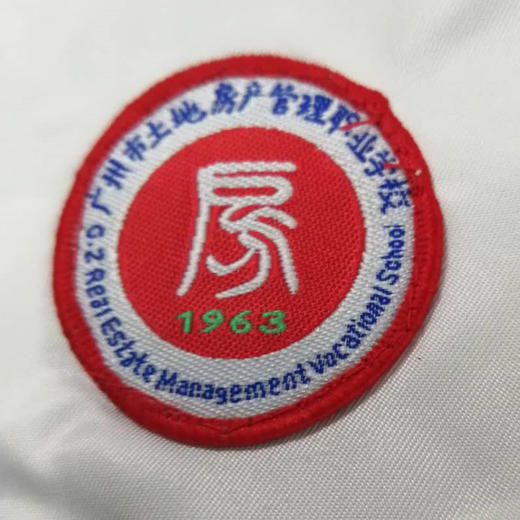 广州市土地房产管理职业学校
房
1963
G.Z Real Estate Management Vocational School